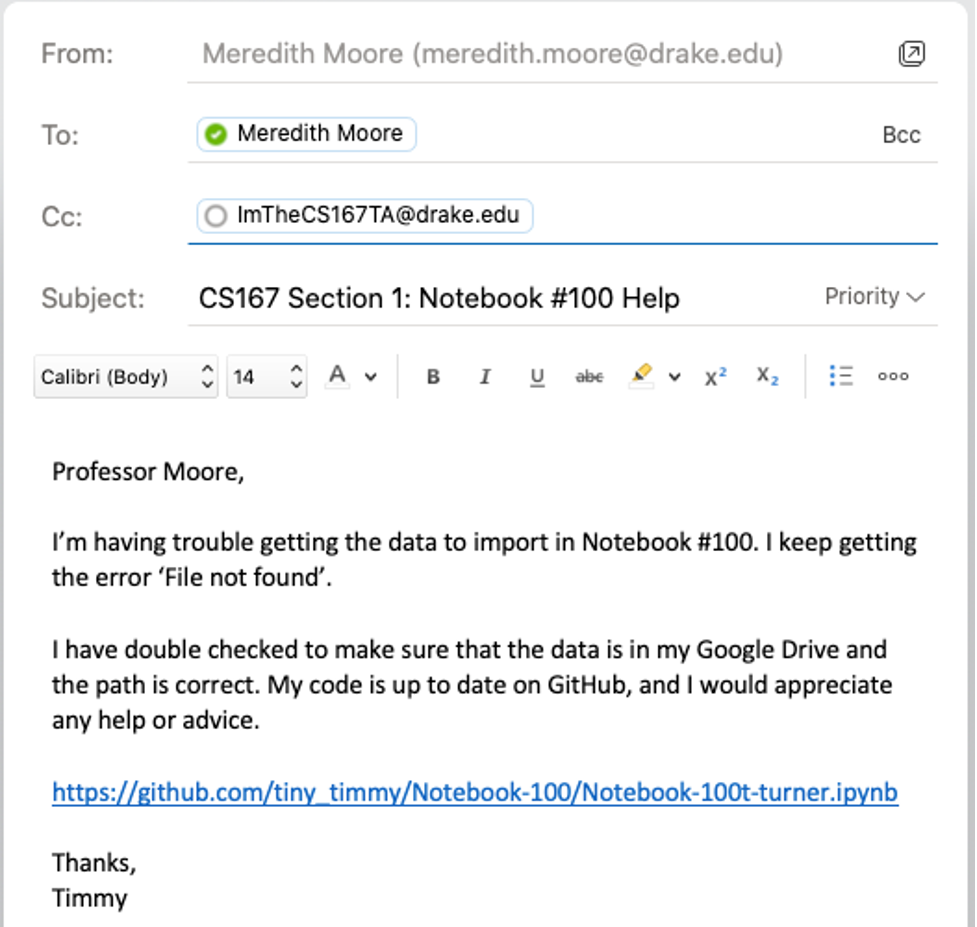 From: Meredith Moore (meredith.moore@drake.edu)
To: Meredith Moore Bcc
Cc: ImTheCS167TA@drake.edu
Subject: CS167 Section 1: Notebook #100 Help Priority
Calibri (Body) 14 A B I U abc X² X₂
Professor Moore,
I’m having trouble getting the data to import in Notebook #100. I keep getting
the error ‘File not found’.
I have double checked to make sure that the data is in my Google Drive and
the path is correct. My code is up to date on GitHub, and I would appreciate
any help or advice.
https://github.com/tiny_timmy/Notebook-100/Notebook-100t-turner.ipynb
Thanks,
Timmy